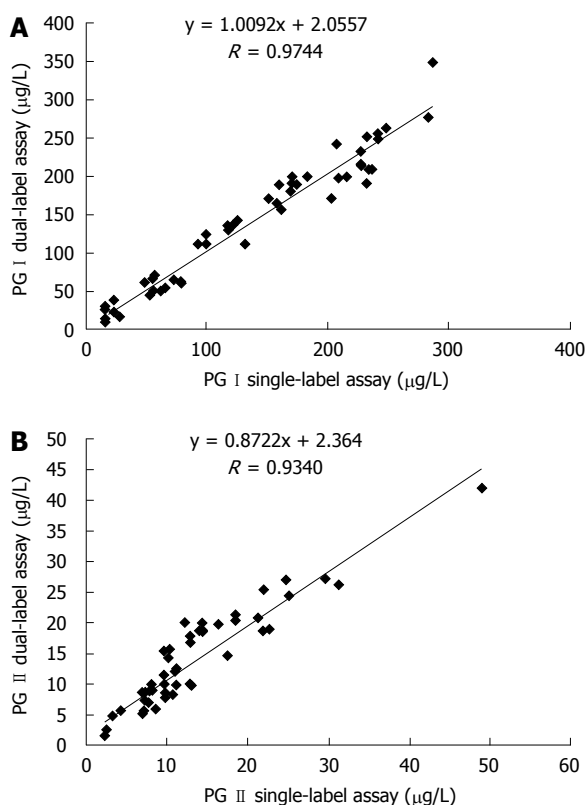 A
y = 1.0092x + 2.0557
R = 0.9744
400
350
300
250
200
150
100
50
0
PG Ⅰ dual-label assay (μg/L)
0 100 200 300 400
PG Ⅰ single-label assay (μg/L)
B
y = 0.8722x + 2.364
R = 0.9340
50
45
40
35
30
25
20
15
10
5
0
PG Ⅱ dual-label assay (μg/L)
0 10 20 30 40 50 60
PG Ⅱ single-label assay (μg/L)